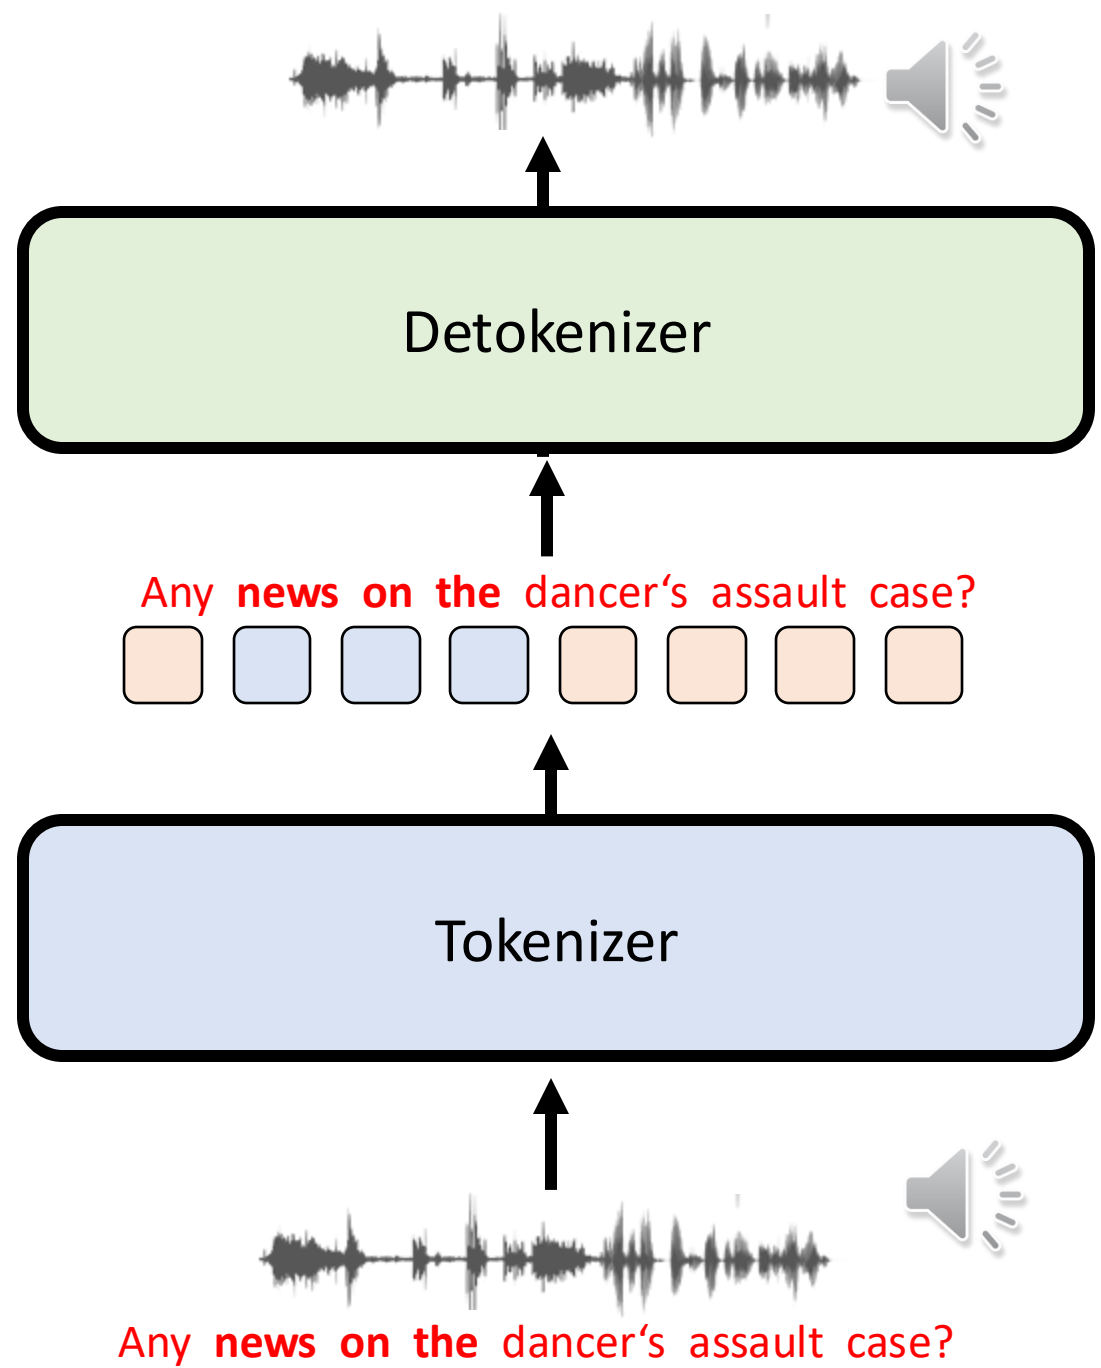 Detokenizer
Any news on the dancer‘s assault case?
Tokenizer
Any news on the dancer‘s assault case?